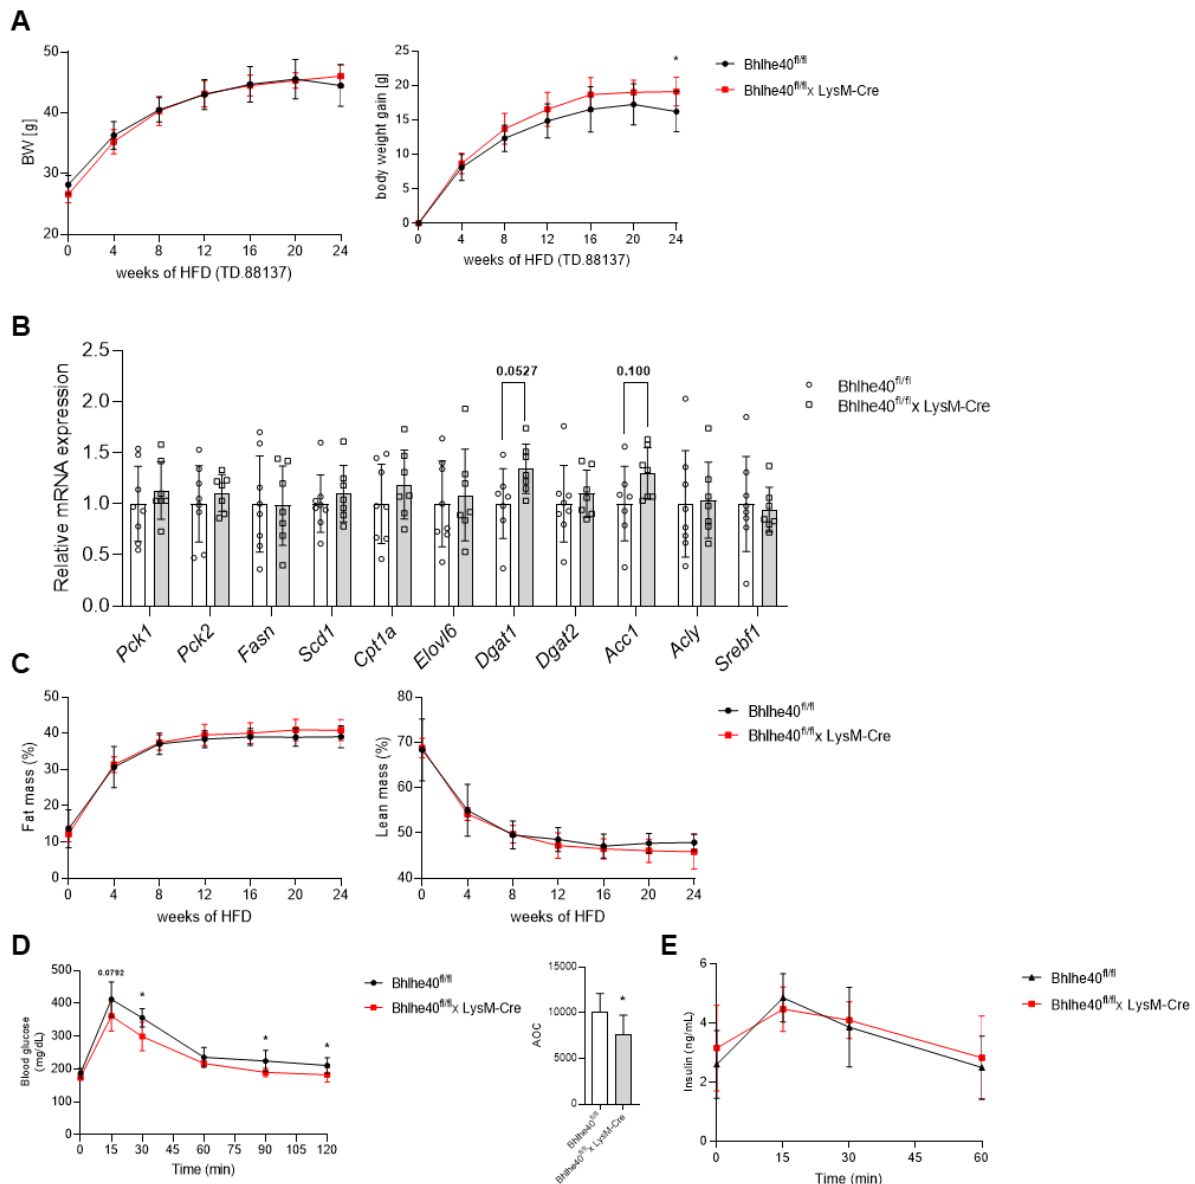 A
BW [g]
50
40
30
20
0 4 8 12 16 20 24
weeks of HFD (TD.88137)
body weight gain [g]
25
20
15
10
5
0
*
0 4 8 12 16 20 24
weeks of HFD (TD.88137)
Bhlhe40fl/fl
Bhlhe40fl/fl x LysM-Cre
B
Relative mRNA expression
2.5
2.0
1.5
1.0
0.5
0.0
0.0527
0.100
Pck1 Pck2 Fasn Scd1 Cpt1a Elovl6 Dgat1 Dgat2 Acc1 Acly Srebf1
Bhlhe40fl/fl
Bhlhe40fl/fl x LysM-Cre
C
Fat mass (%)
50
40
30
20
10
0
0 4 8 12 16 20 24
weeks of HFD
Lean mass (%)
80
70
60
50
40
0 4 8 12 16 20 24
weeks of HFD
Bhlhe40fl/fl
Bhlhe40fl/fl x LysM-Cre
D
Blood glucose
(mg/dL)
500
400
300
200
100
0
0.0792
* * *
0 15 30 45 60 75 90 105 120
Time (min)
Bhlhe40fl/fl
Bhlhe40fl/fl x LysM-Cre
AOC
15000
10000
5000
0
*
Bhlhe40fl/fl
Bhlhe40fl/fl x LysM-Cre
E
Insulin (ng/mL)
6
4
2
0
0 15 30 45 60
Time (min)
Bhlhe40fl/fl
Bhlhe40fl/fl x LysM-Cre